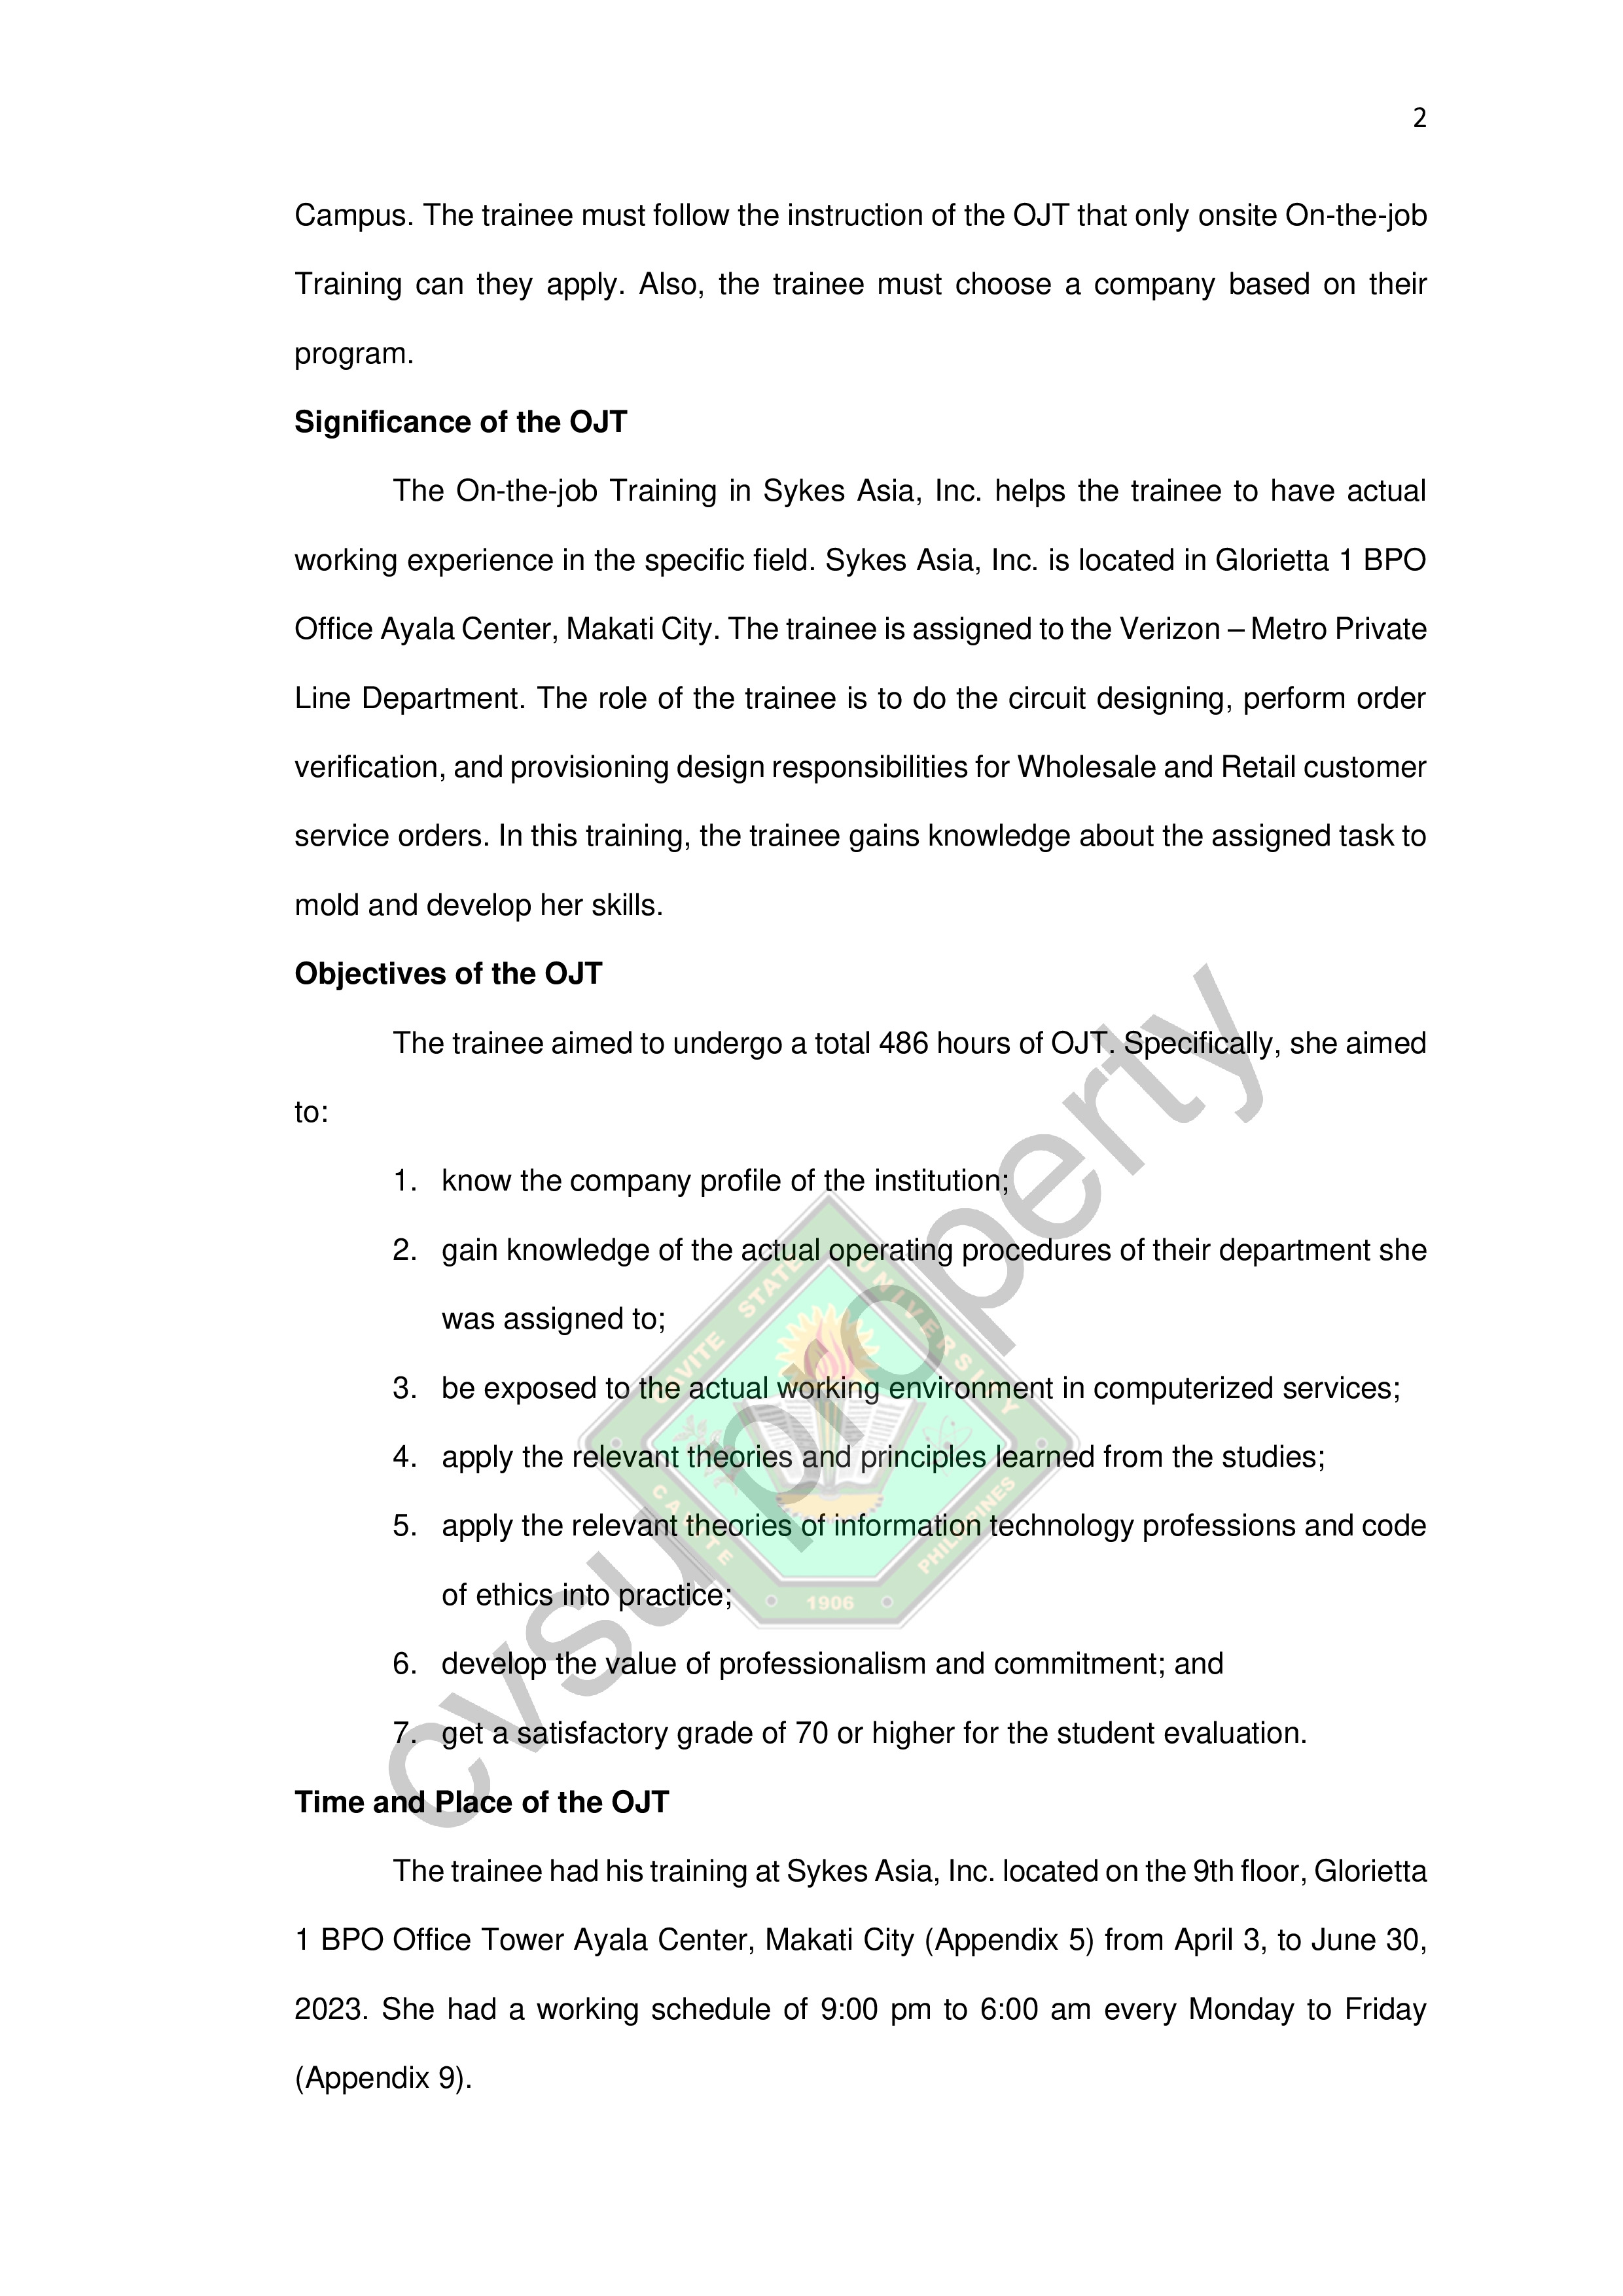 2
Campus. The trainee must follow the instruction of the OJT that only onsite On-the-job
Training can they apply. Also, the trainee must choose a company based on their
program.
Significance of the OJT
The On-the-job Training in Sykes Asia, Inc. helps the trainee to have actual
working experience in the specific field. Sykes Asia, Inc. is located in Glorietta 1 BPO
Office Ayala Center, Makati City. The trainee is assigned to the Verizon – Metro Private
Line Department. The role of the trainee is to do the circuit designing, perform order
verification, and provisioning design responsibilities for Wholesale and Retail customer
service orders. In this training, the trainee gains knowledge about the assigned task to
mold and develop her skills.
Objectives of the OJT
The trainee aimed to undergo a total 486 hours of OJT. Specifically, she aimed
to:
1. know the company profile of the institution;
2. gain knowledge of the actual operating procedures of their department she
was assigned to;
3. be exposed to the actual working environment in computerized services;
4. apply the relevant theories and principles learned from the studies;
5. apply the relevant theories of information technology professions and code
of ethics into practice;
6. develop the value of professionalism and commitment; and
7. get a satisfactory grade of 70 or higher for the student evaluation.
Time and Place of the OJT
The trainee had his training at Sykes Asia, Inc. located on the 9th floor, Glorietta
1 BPO Office Tower Ayala Center, Makati City (Appendix 5) from April 3, to June 30,
2023. She had a working schedule of 9:00 pm to 6:00 am every Monday to Friday
(Appendix 9).
cvsu property
CAVITE STATE UNIVERSITY
CAVITE
PHILIPPINES
1906